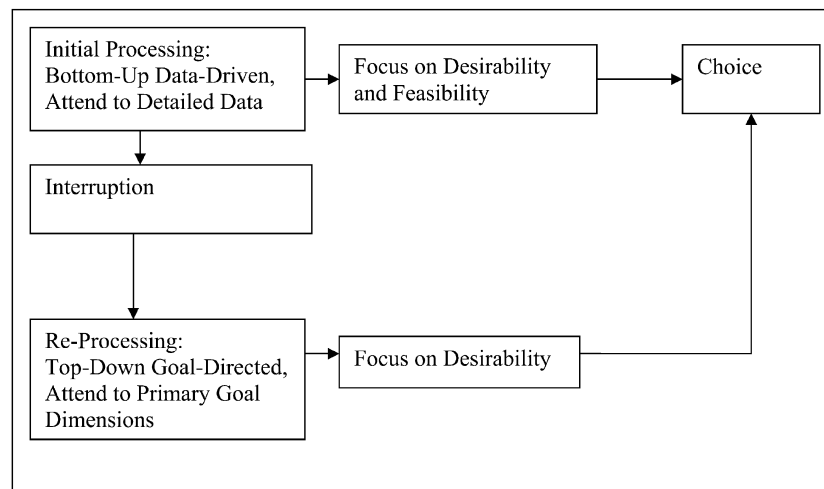 Initial Processing:
Bottom-Up Data-Driven,
Attend to Detailed Data
Focus on Desirability
and Feasibility
Choice
Interruption
Re-Processing:
Top-Down Goal-Directed,
Attend to Primary Goal
Dimensions
Focus on Desirability